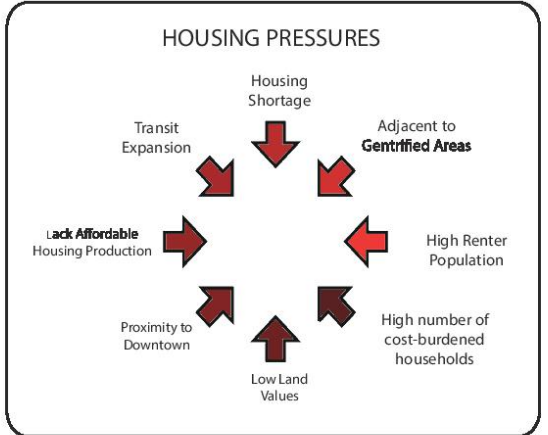 HOUSING PRESSURES
Housing
Shortage
Adjacent to
Gentrified Areas
High Renter
Population
High number of
cost-burdened
households
Low Land
Values
Proximity to
Downtown
Lack Affordable
Housing Production
Transit
Expansion